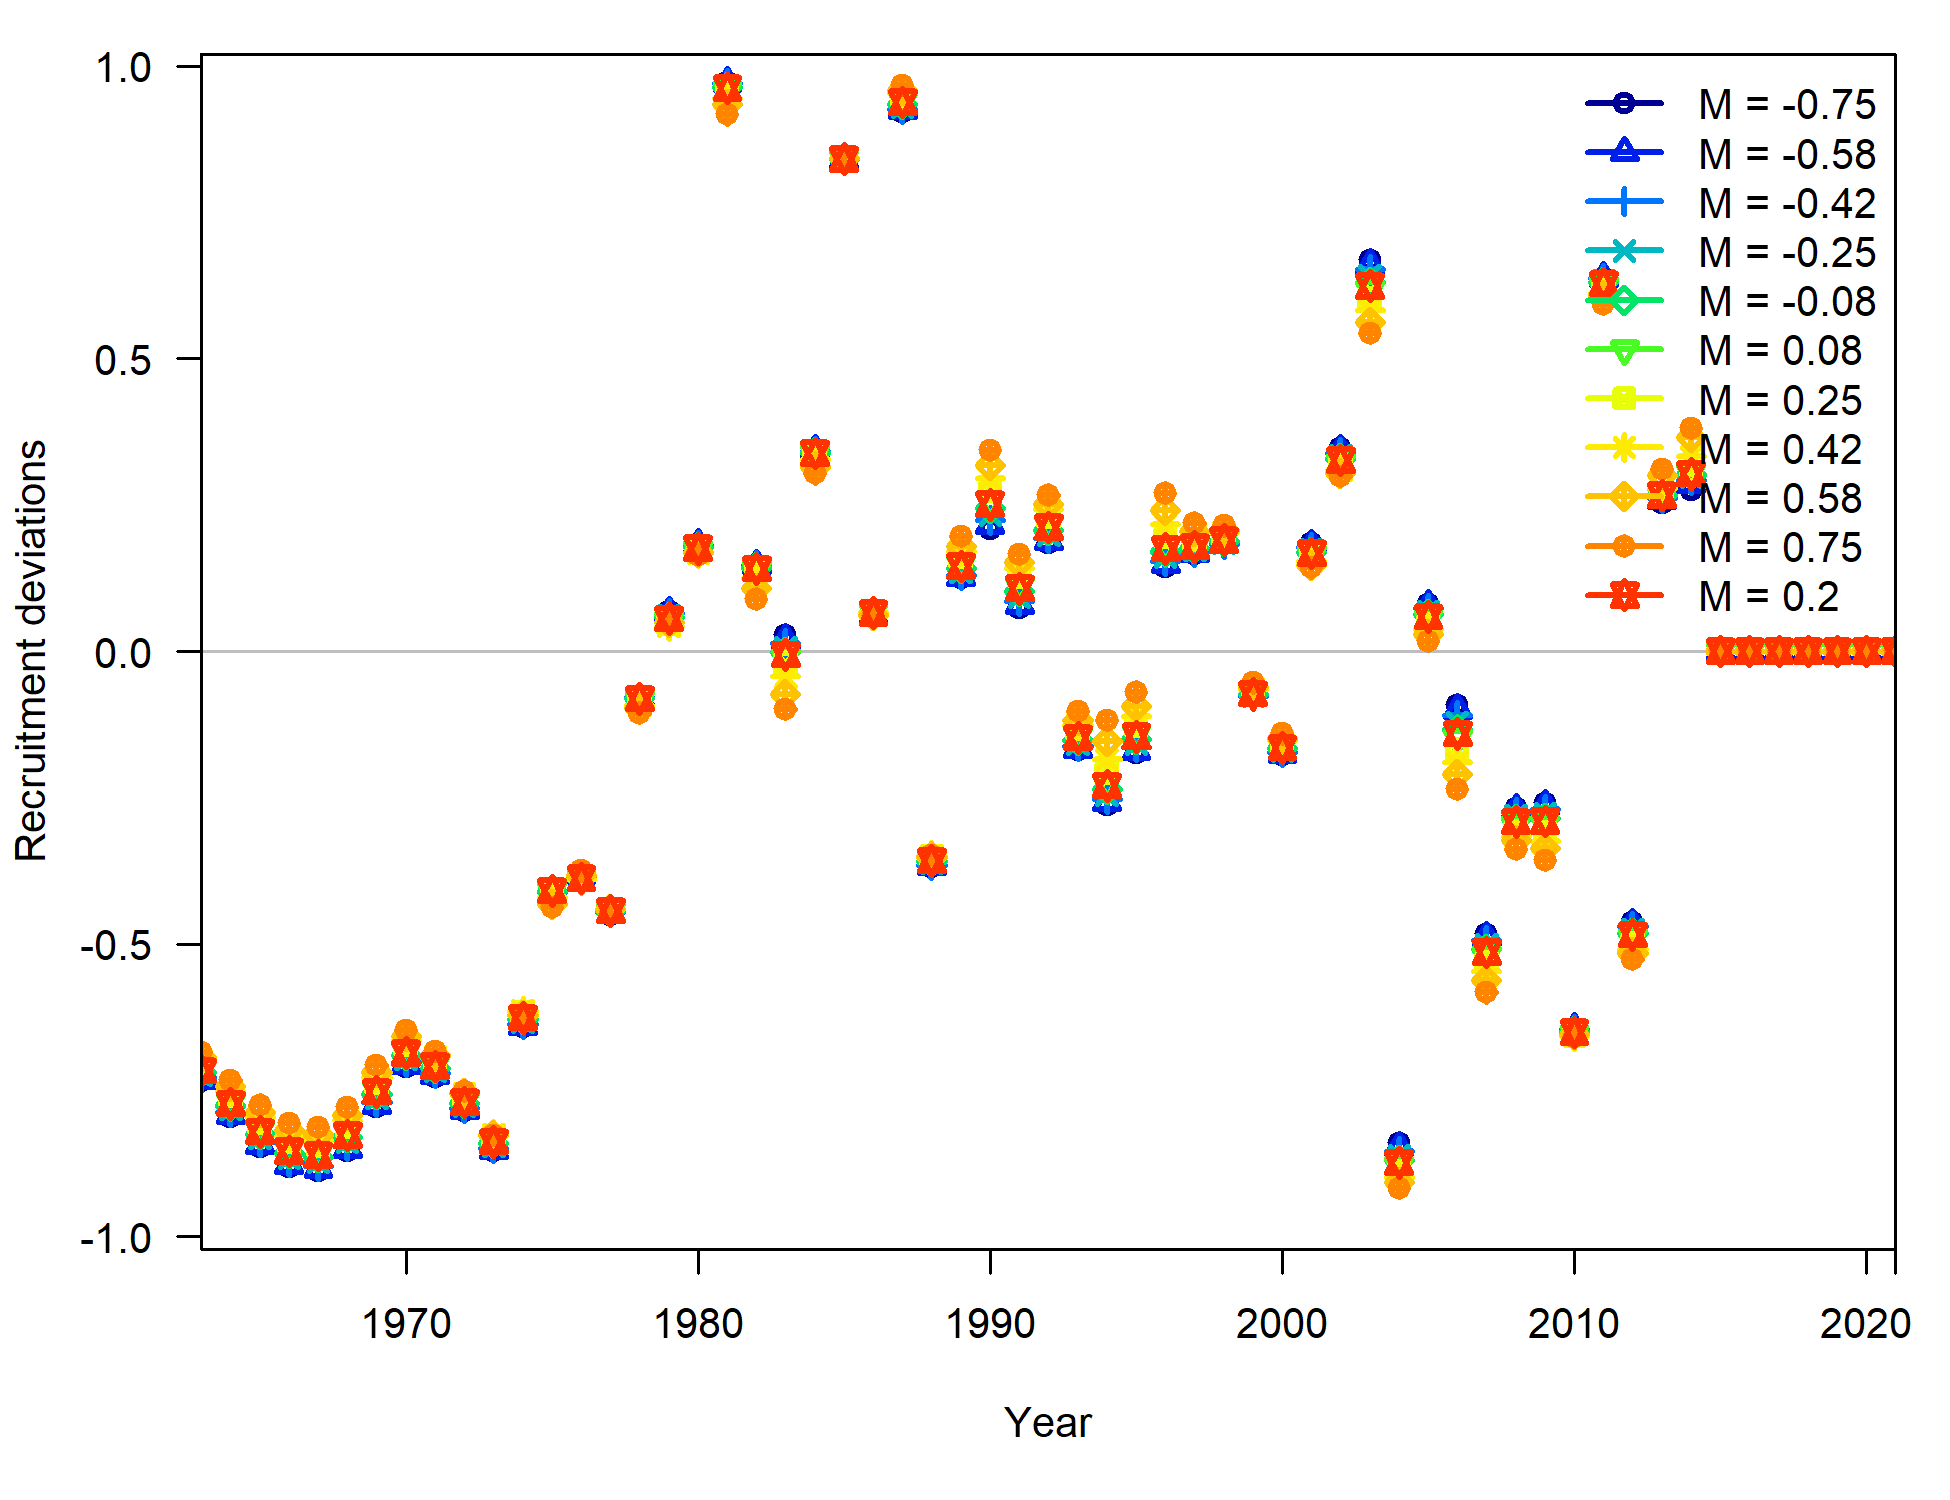 1.0
0.5
0.0
-0.5
-1.0
Recruitment deviations
1970
1980
1990
2000
2010
2020
Year
M = -0.75
M = -0.58
M = -0.42
M = -0.25
M = -0.08
M = 0.08
M = 0.25
M = 0.42
M = 0.58
M = 0.75
M = 0.2